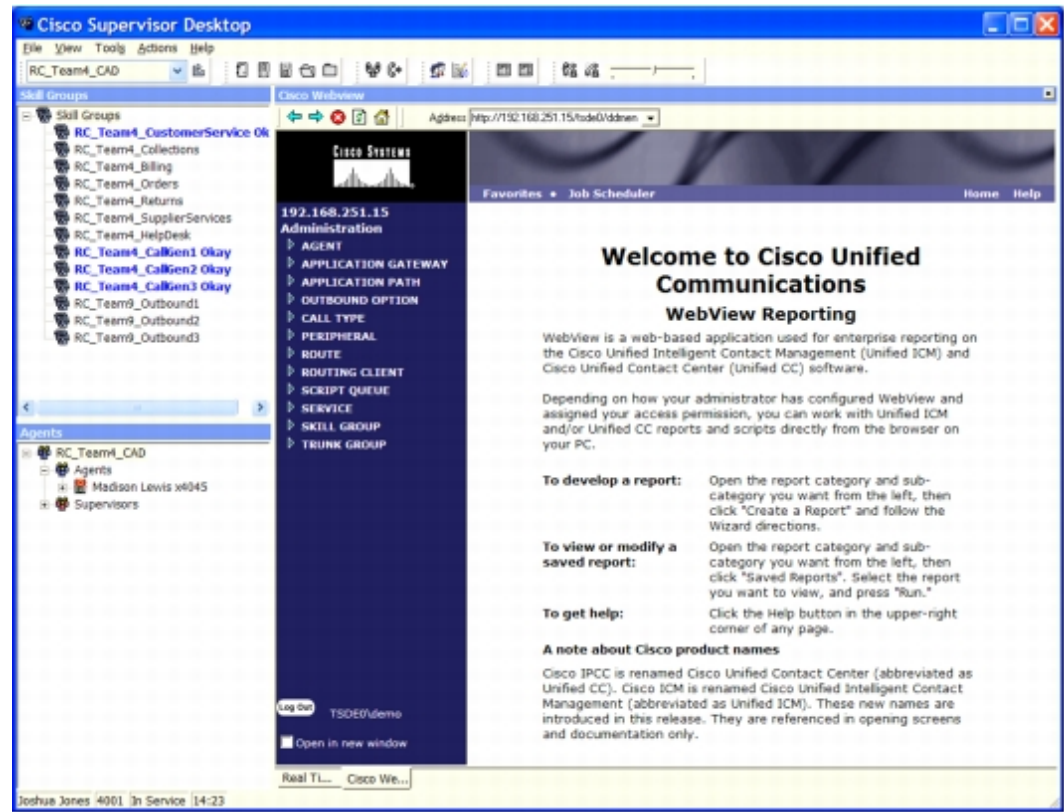 Cisco Supervisor Desktop
File View Tools Actions Help
RC_Team4_CAD
Skill Groups
Skill Groups
RC_Team4_CustomerService Ok
RC_Team4_Collections
RC_Team4_Billing
RC_Team4_Orders
RC_Team4_Returns
RC_Team4_SupplierServices
RC_Team4_HelpDesk
RC_Team4_CallGen1 Okay
RC_Team4_CallGen2 Okay
RC_Team4_CallGen3 Okay
RC_Team9_Outbound1
RC_Team9_Outbound2
RC_Team9_Outbound3
Agents
RC_Team4_CAD
Agents
Madison Lewis x4045
Supervisors
Cisco Webview
Address http://192.168.251.15/tsde0/ddmen
CISCO SYSTEMS
Favorites • Job Scheduler Home Help
192.168.251.15
Administration
AGENT
APPLICATION GATEWAY
APPLICATION PATH
OUTBOUND OPTION
CALL TYPE
PERIPHERAL
ROUTE
ROUTING CLIENT
SCRIPT QUEUE
SERVICE
SKILL GROUP
TRUNK GROUP
Log Out
TSDE0\demo
Open in new window
Welcome to Cisco Unified
Communications
WebView Reporting
WebView is a web-based application used for enterprise reporting on
the Cisco Unified Intelligent Contact Management (Unified ICM) and
Cisco Unified Contact Center (Unified CC) software.
Depending on how your administrator has configured WebView and
assigned your access permission, you can work with Unified ICM
and/or Unified CC reports and scripts directly from the browser on
your PC.
To develop a report: Open the report category and sub-
category you want from the left, then
click "Create a Report" and follow the
Wizard directions.
To view or modify a Open the report category and sub-
saved report: category you want from the left, then
click "Saved Reports". Select the report
you want to view, and press "Run."
To get help: Click the Help button in the upper-right
corner of any page.
A note about Cisco product names
Cisco IPCC is renamed Cisco Unified Contact Center (abbreviated as
Unified CC). Cisco ICM is renamed Cisco Unified Intelligent Contact
Management (abbreviated as Unified ICM). These new names are
introduced in this release. They are referenced in opening screens
and documentation only.
Real Ti... Cisco We...
Joshua Jones 4001 In Service 14:23